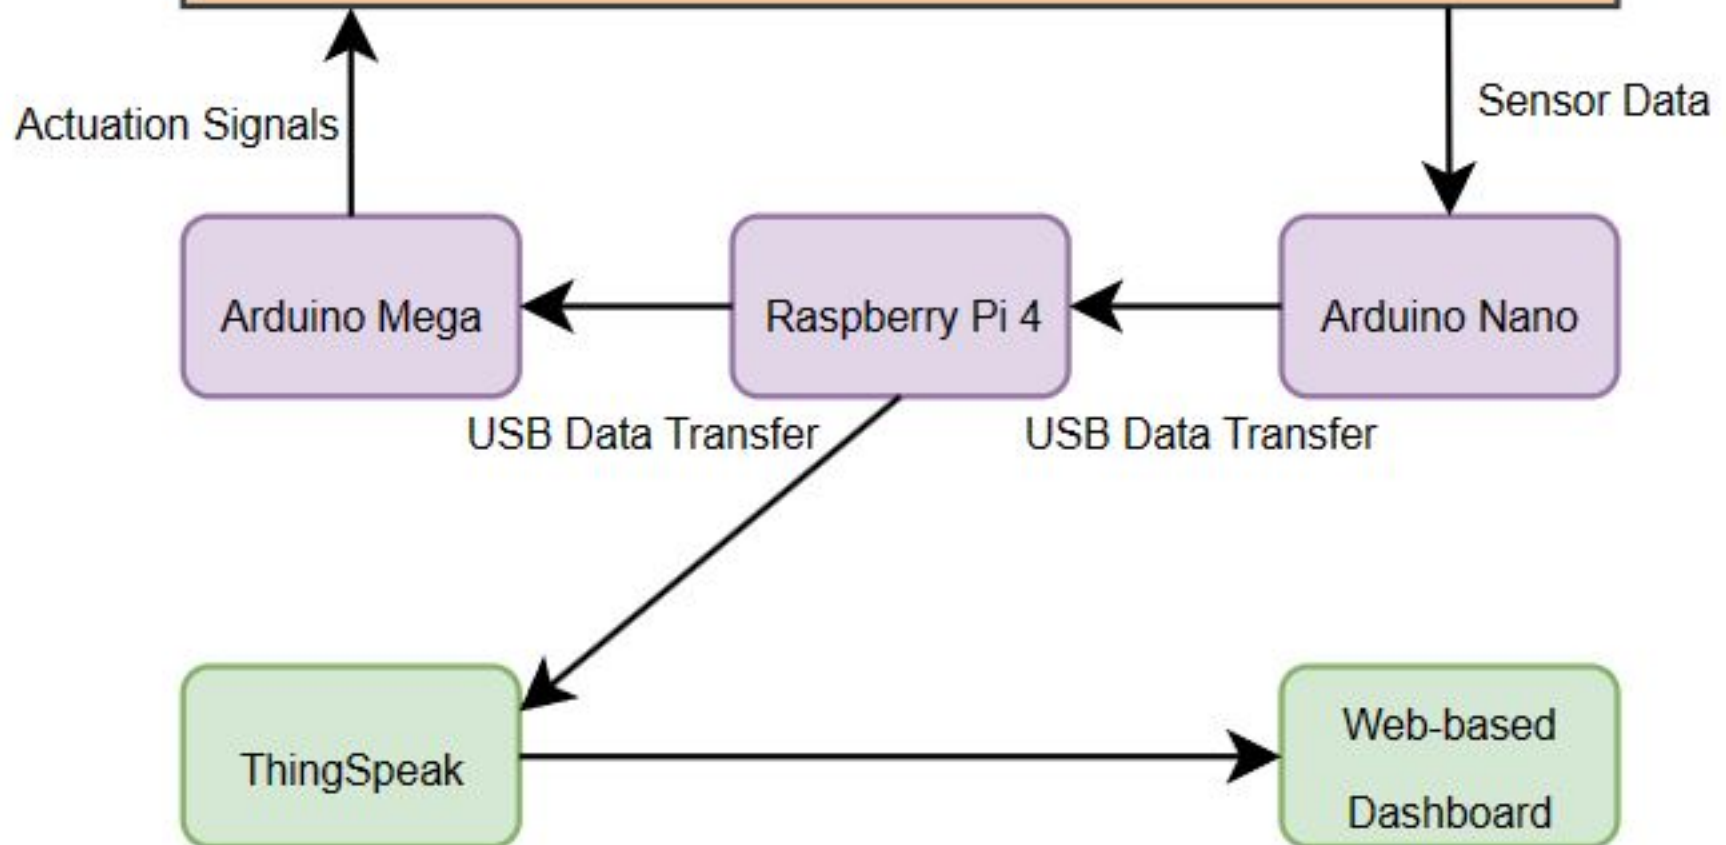 Actuation Signals
Sensor Data
Arduino Mega
Raspberry Pi 4
Arduino Nano
USB Data Transfer
USB Data Transfer
ThingSpeak
Web-based
Dashboard